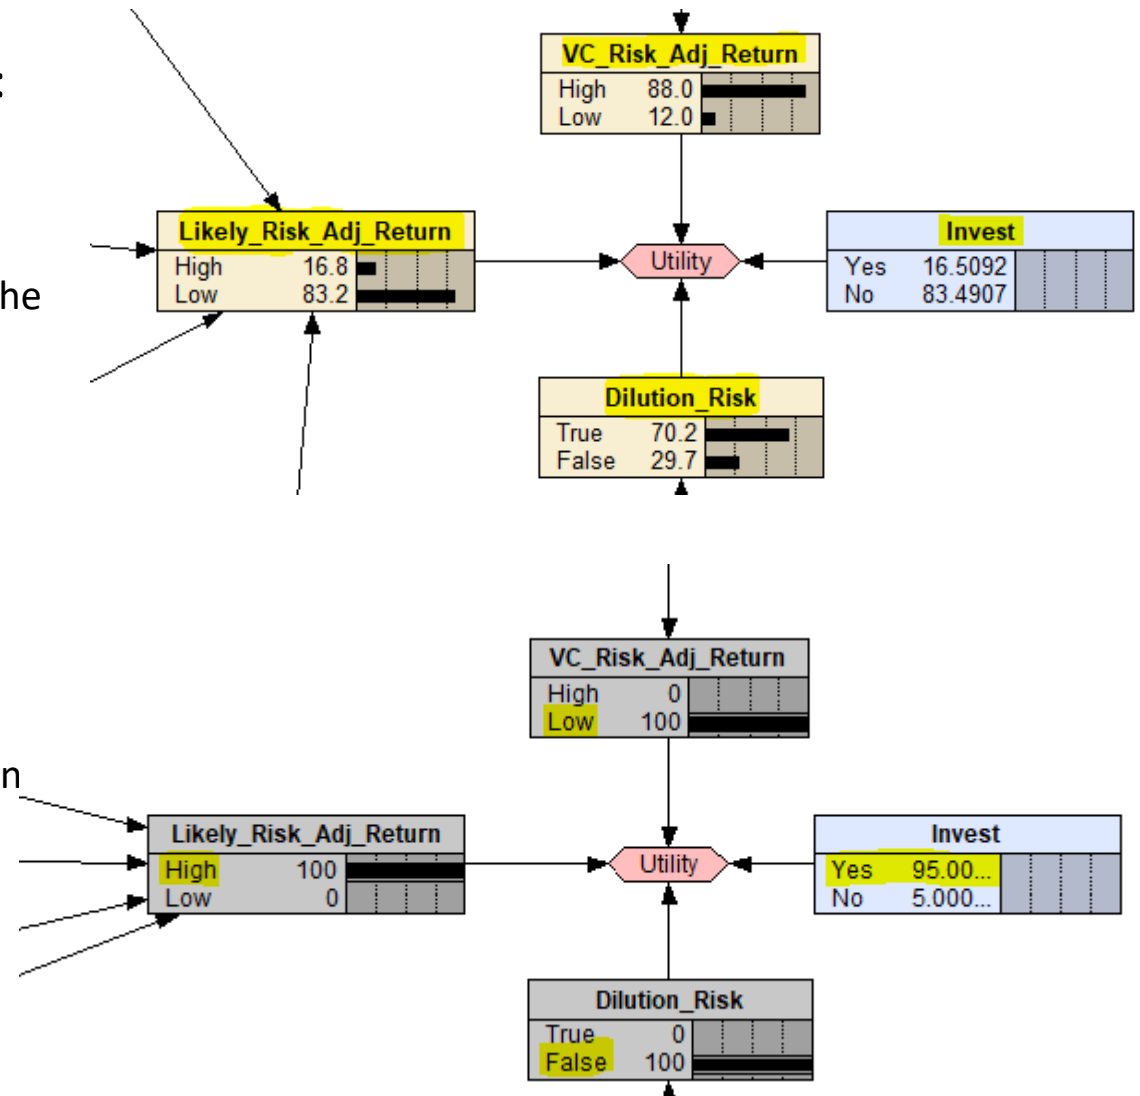 VC_Risk_Adj_Return
:
High 88.0
Low 12.0
Likely_Risk_Adj_Return
High 16.8
Low 83.2
Utility
Invest
Yes 16.5092
No 83.4907
he
Dilution_Risk
True 70.2
False 29.7
VC_Risk_Adj_Return
High 0
Low 100
n
Likely_Risk_Adj_Return
High 100
Low 0
Utility
Invest
Yes 95.00...
No 5.000...
Dilution_Risk
True 0
False 100